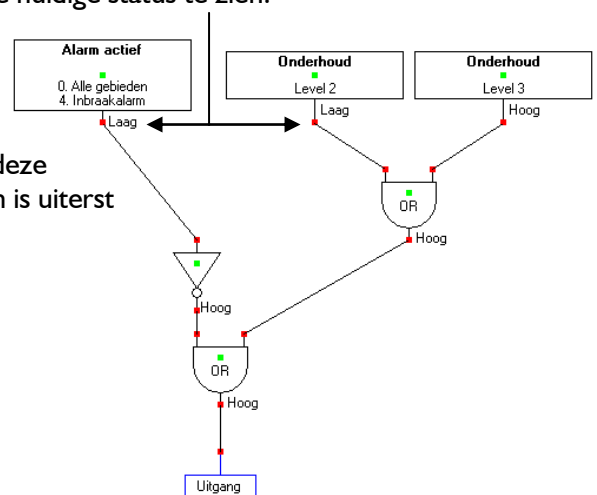 e huidige status te zien.
Alarm actief
0. Alle gebieden
4. Inbraakalarm
Laag
Onderhoud
Level 2
Laag
Onderhoud
Level 3
Hoog
deze
n is uiterst
OR
Hoog
Hoog
OR
Hoog
Uitgang